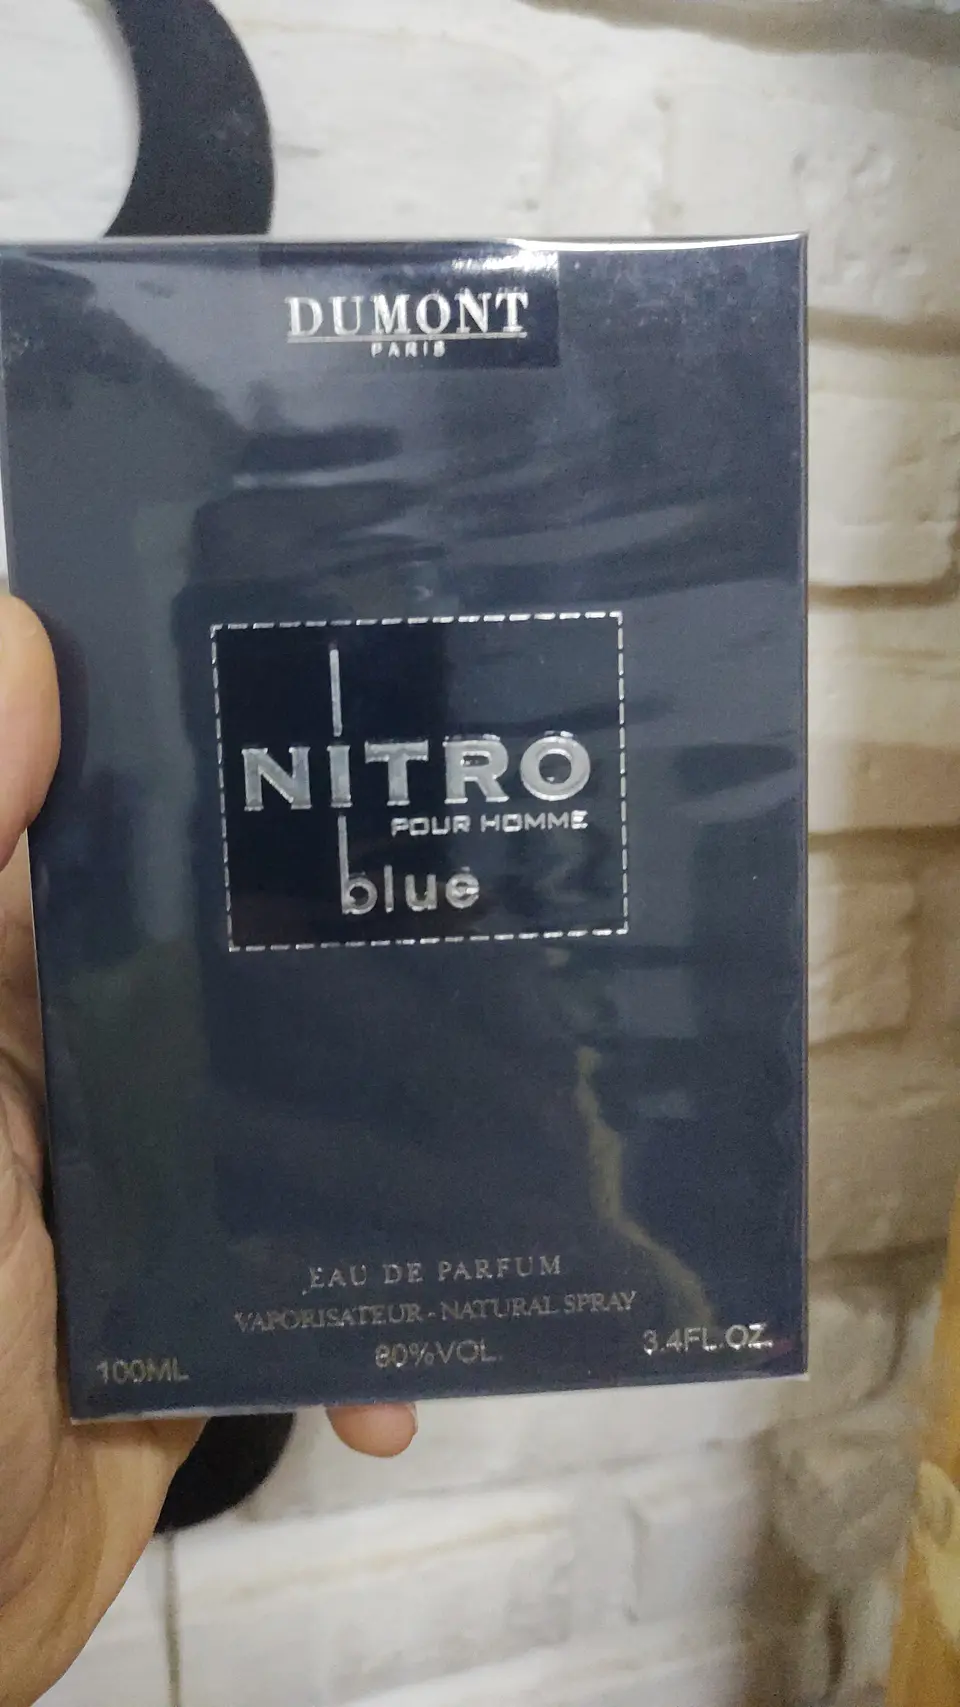 DUMONT
PARIS
NITRO
POUR HOMME
blue
EAU DE PARFUM
VAPORISATEUR - NATURAL SPRAY
100ML
80%VOL.
3.4FL.OZ.